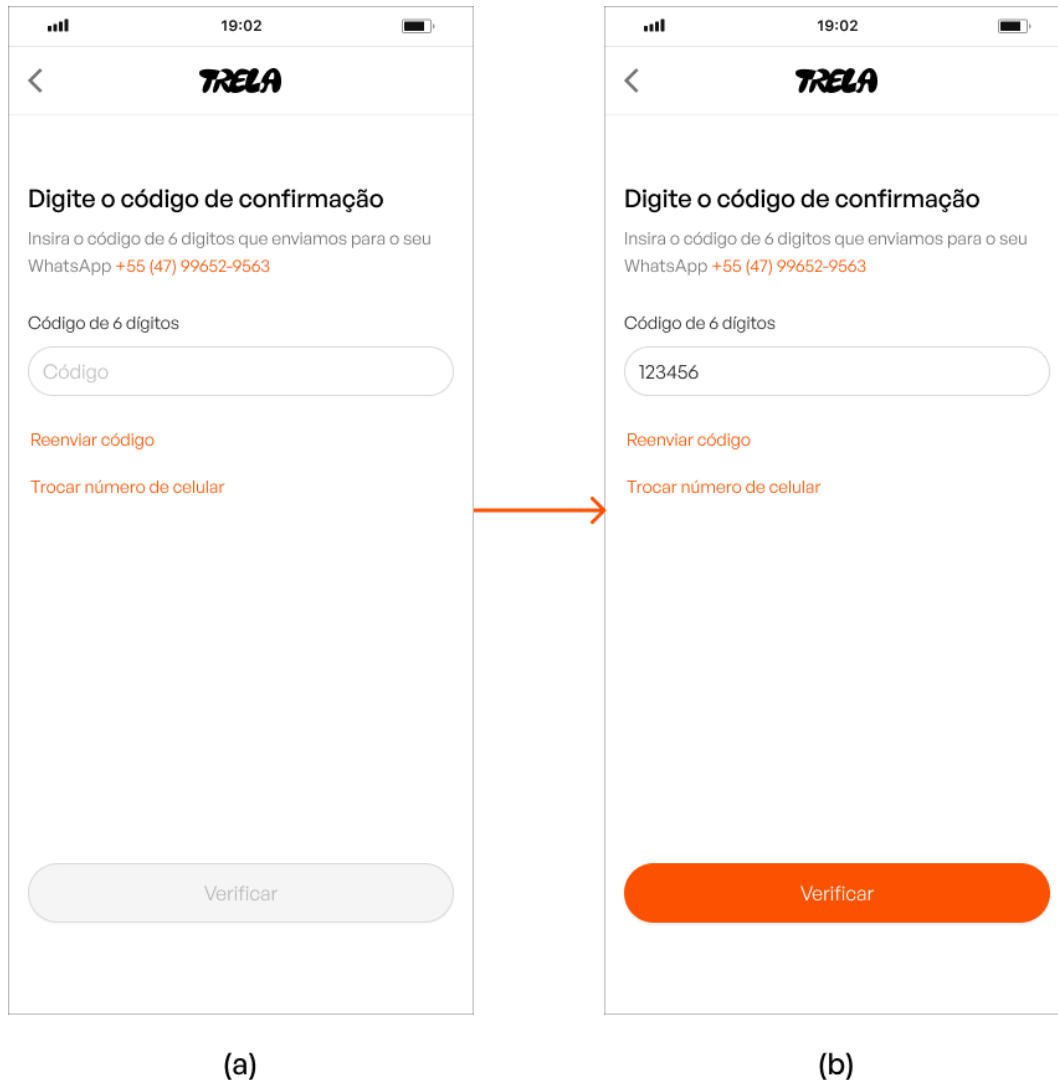 19:02
TRELA
Digite o código de confirmação
Insira o código de 6 digitos que enviamos para o seu
WhatsApp +55 (47) 99652-9563
Código de 6 dígitos
Código
Reenviar código
Trocar número de celular
Verificar
(a)
19:02
TRELA
Digite o código de confirmação
Insira o código de 6 digitos que enviamos para o seu
WhatsApp +55 (47) 99652-9563
Código de 6 dígitos
123456
Reenviar código
Trocar número de celular
Verificar
(b)